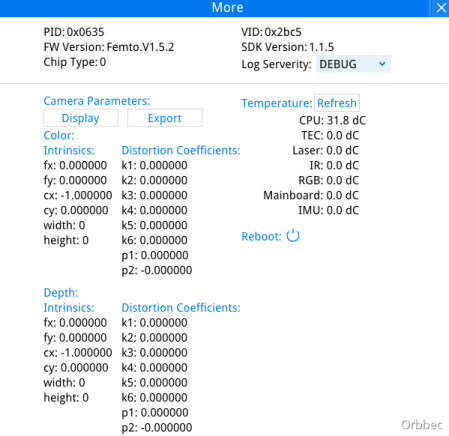 More
PID: 0x0635
FW Version: Femto.V1.5.2
Chip Type: 0
VID: 0x2bc5
SDK Version: 1.1.5
Log Serverity: DEBUG
Camera Parameters:
Display Export
Color:
Intrinsics: Distortion Coefficients:
fx: 0.000000 k1: 0.000000
fy: 0.000000 k2: 0.000000
cx: -1.000000 k3: 0.000000
cy: 0.000000 k4: 0.000000
width: 0 k5: 0.000000
height: 0 k6: 0.000000
p1: 0.000000
p2: -0.000000
Depth:
Intrinsics: Distortion Coefficients:
fx: 0.000000 k1: 0.000000
fy: 0.000000 k2: 0.000000
cx: -1.000000 k3: 0.000000
cy: 0.000000 k4: 0.000000
width: 0 k5: 0.000000
height: 0 k6: 0.000000
p1: 0.000000
p2: -0.000000
Temperature: Refresh
CPU: 31.8 dC
TEC: 0.0 dC
Laser: 0.0 dC
IR: 0.0 dC
RGB: 0.0 dC
Mainboard: 0.0 dC
IMU: 0.0 dC
Reboot:
Orbbec